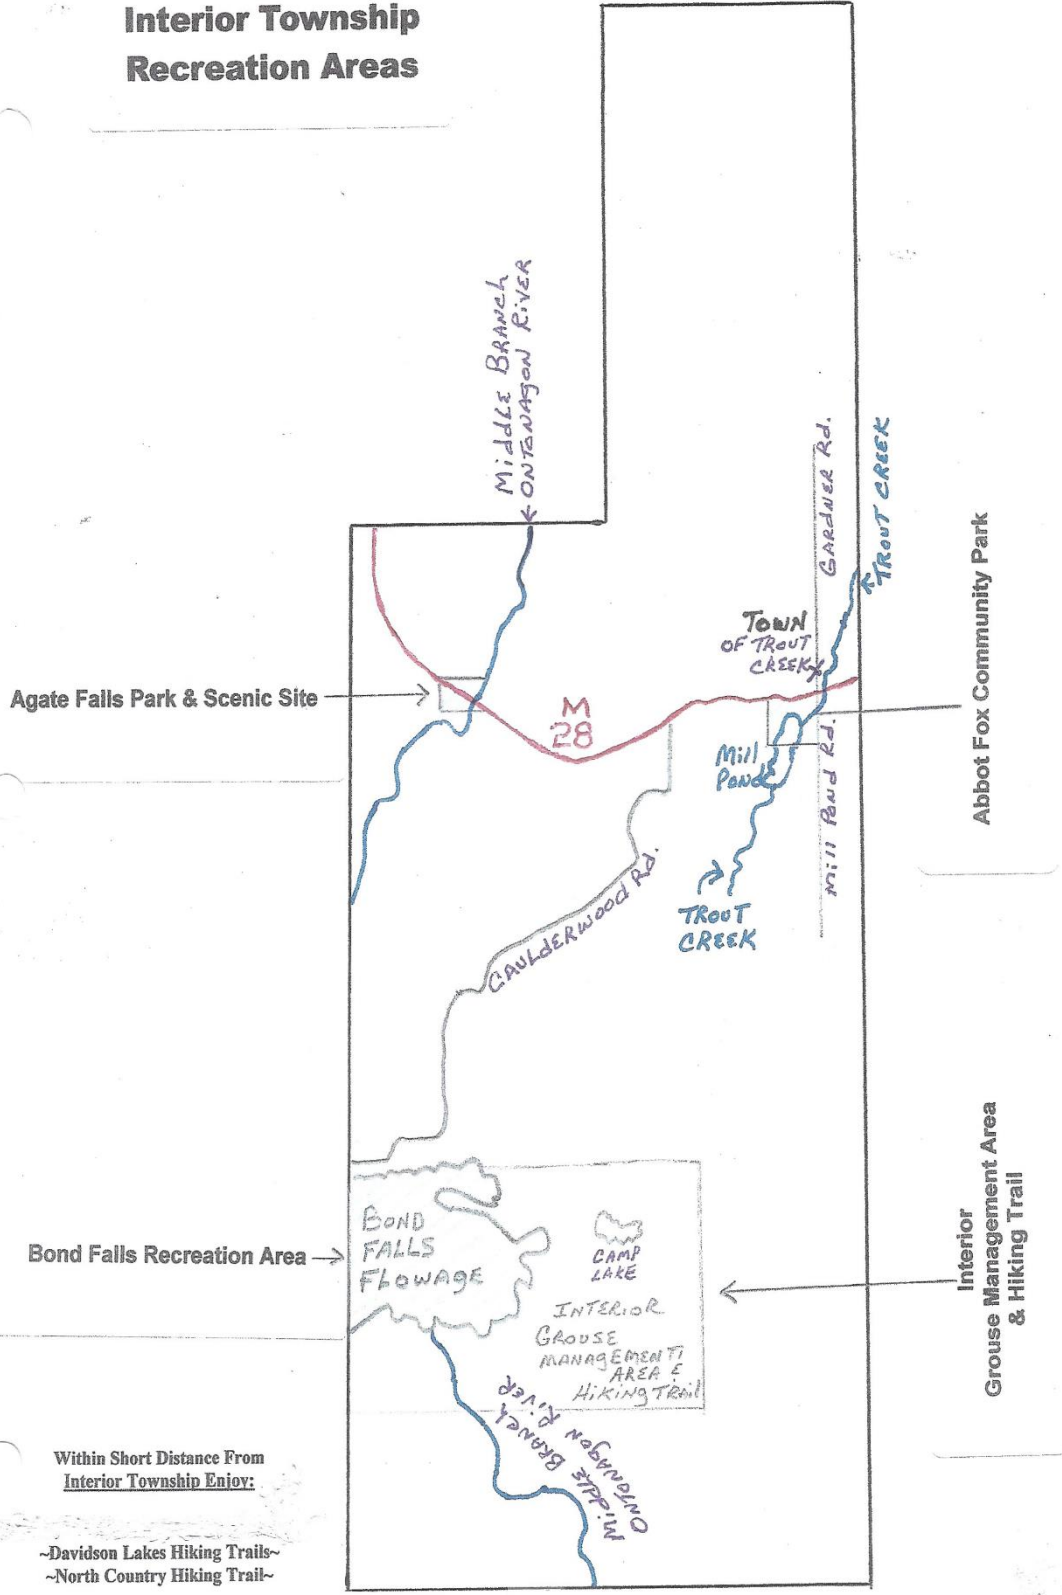 Interior Township
Recreation Areas
Middle Branch
Ontonagon River
Gardner Rd.
Trout Creek
Town
of Trout
Creek
Agate Falls Park & Scenic Site
M
28
Abbot Fox Community Park
Mill
Pond
Mill Pond Rd.
Trout
Creek
Caulderwood Rd.
Bond
Falls
Flowage
Bond Falls Recreation Area
Camp
Lake
Interior
Grouse
Management
Area &
Hiking Trail
Interior
Grouse Management Area
& Hiking Trail
Middle Branch
Ontonagon River
Within Short Distance From
Interior Township Enjoy:
~Davidson Lakes Hiking Trails~
~North Country Hiking Trail~